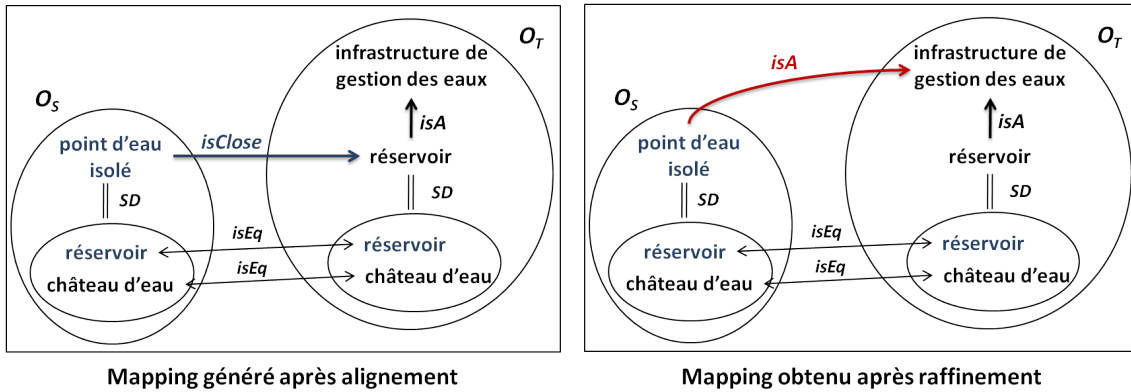 O_T
infrastructure de
gestion des eaux
O_S
isA
point d'eau
isolé
isClose
réservoir
SD
SD
réservoir
isEq
réservoir
château d'eau
isEq
château d'eau
Mapping généré après alignement
O_T
infrastructure de
gestion des eaux
isA
O_S
isA
point d'eau
isolé
réservoir
SD
SD
réservoir
isEq
réservoir
château d'eau
isEq
château d'eau
Mapping obtenu après raffinement